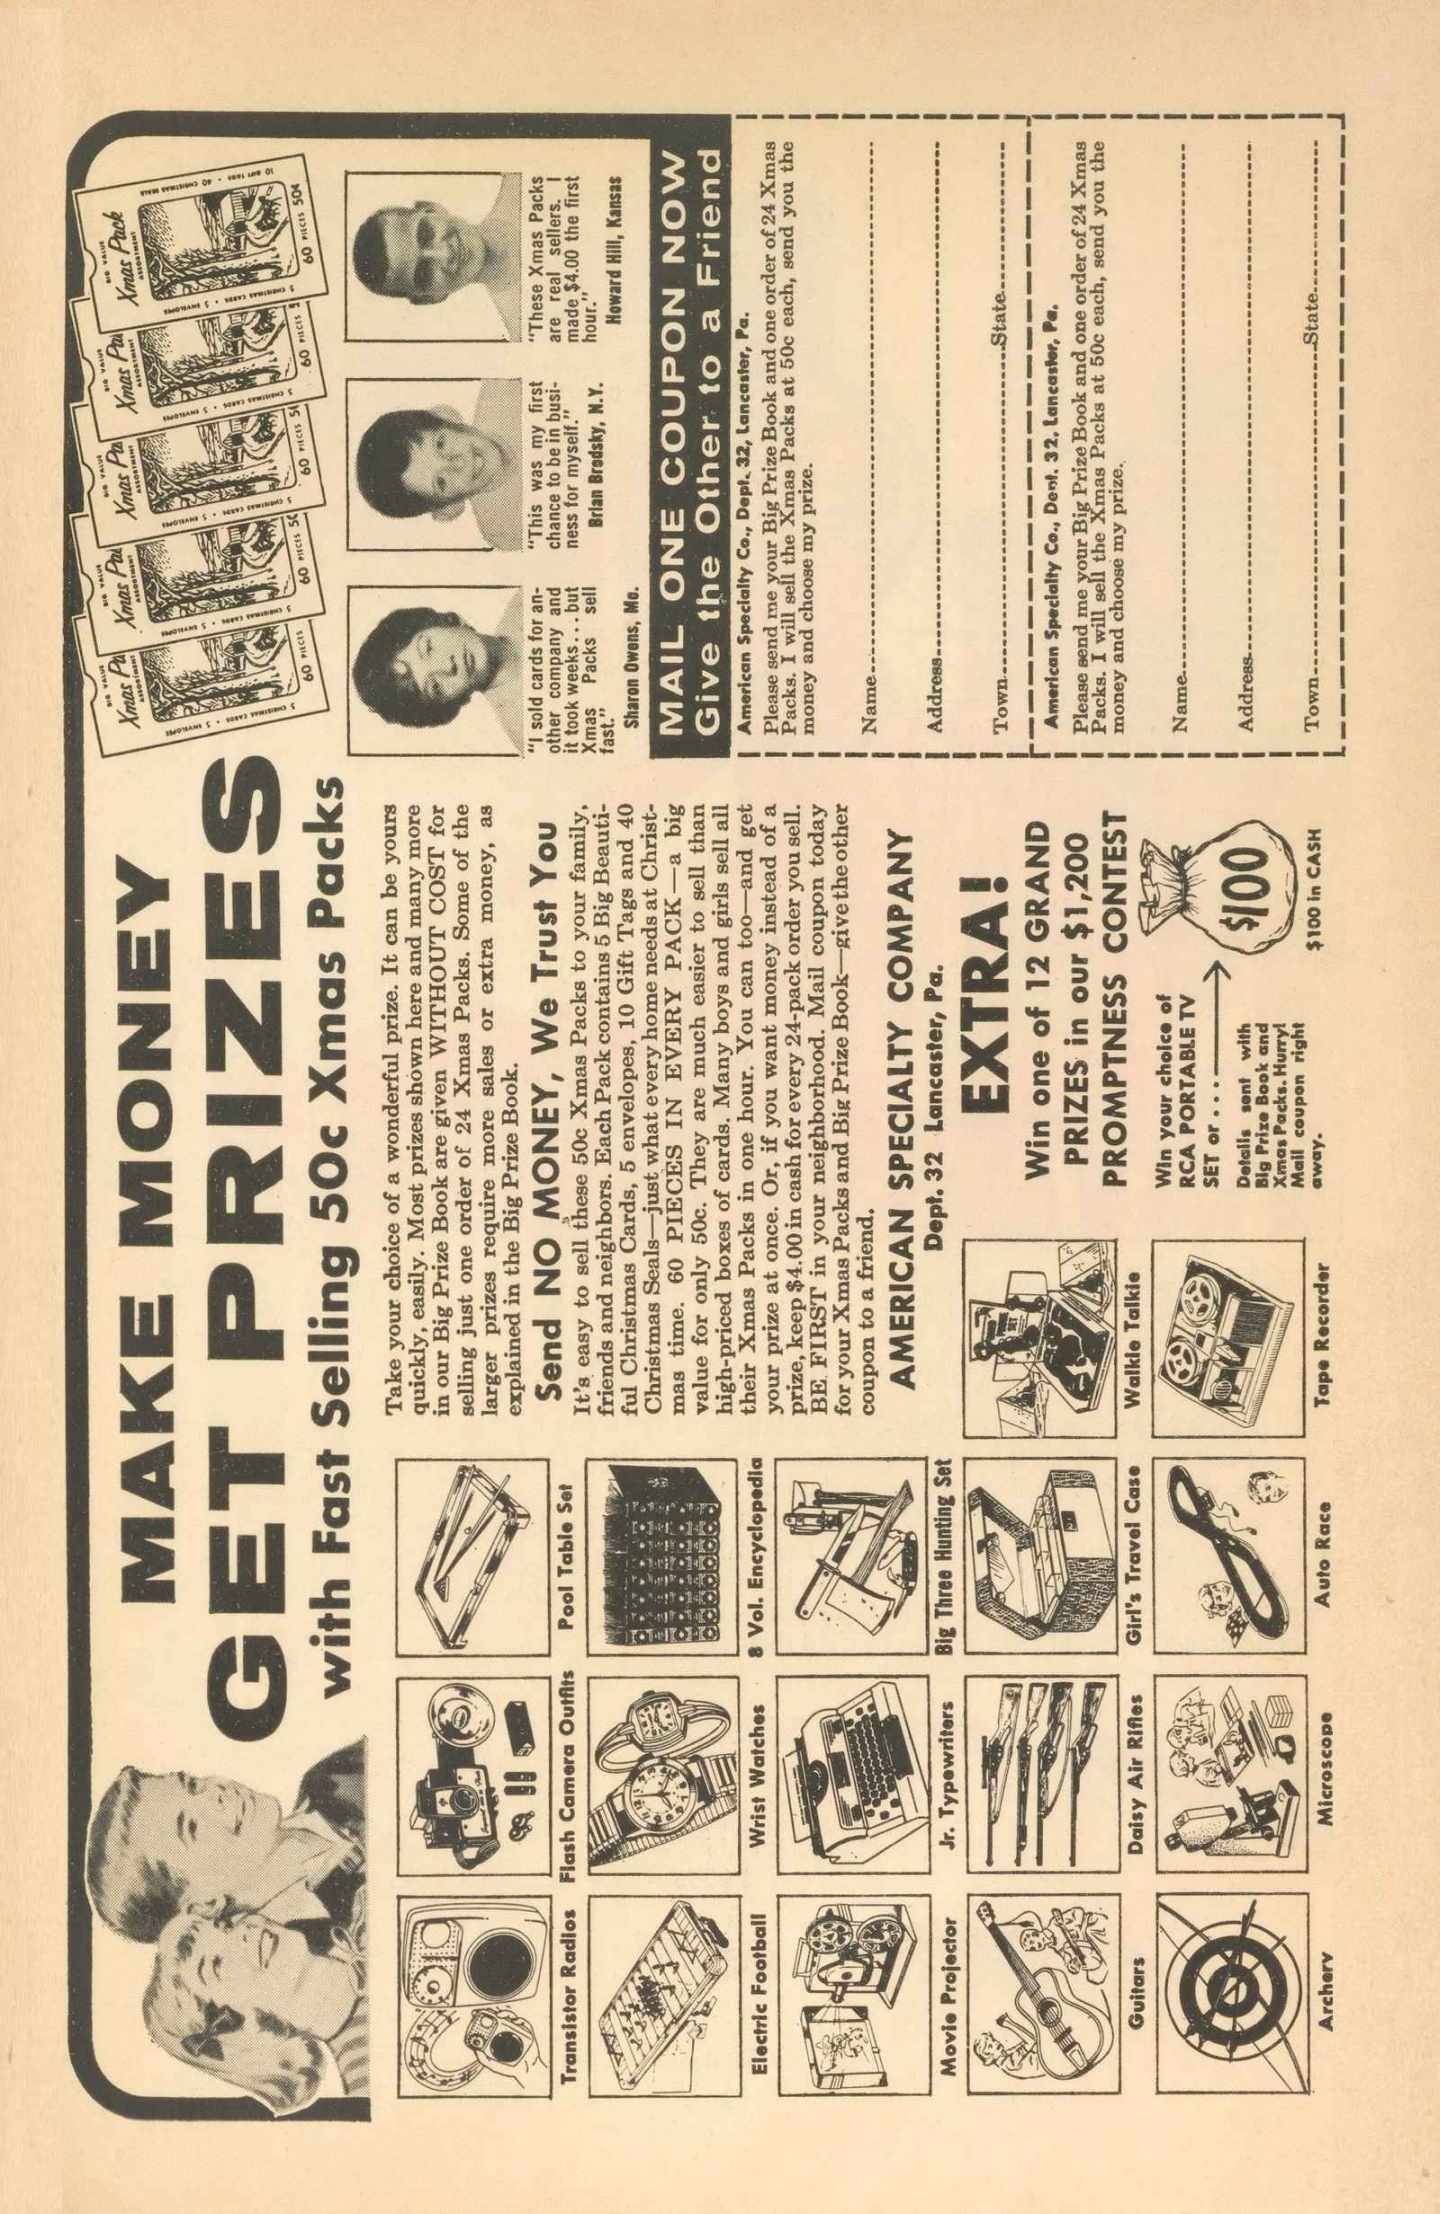 MAKE MONEY
GET PRIZES
with Fast Selling 50c Xmas Packs
BIG VALUE
Xmas Pack
ASSORTMENT
5 CHRISTMAS CARDS • 5 ENVELOPES
10 GIFT TAGS • 40 CHRISTMAS SEALS
60 PIECES 50¢
Transistor Radios
Flash Camera Outfits
Pool Table Set
Electric Football
Wrist Watches
8 Vol. Encyclopedia
Movie Projector
Jr. Typewriters
Big Three Hunting Set
Guitars
Daisy Air Rifles
Girl's Travel Case
Walkie Talkie
Archery
Microscope
Auto Race
Tape Recorder
Take your choice of a wonderful prize. It can be yours
quickly, easily. Most prizes shown here and many more
in our Big Prize Book are given WITHOUT COST for
selling just one order of 24 Xmas Packs. Some of the
larger prizes require more sales or extra money, as
explained in the Big Prize Book.
Send NO MONEY, We Trust You
It's easy to sell these 50c Xmas Packs to your family,
friends and neighbors. Each Pack contains 5 Big Beauti-
ful Christmas Cards, 5 envelopes, 10 Gift Tags and 40
Christmas Seals—just what every home needs at Christ-
mas time. 60 PIECES IN EVERY PACK—a big
value for only 50c. They are much easier to sell than
high-priced boxes of cards. Many boys and girls sell all
their Xmas Packs in one hour. You can too—and get
your prize at once. Or, if you want money instead of a
prize, keep $4.00 in cash for every 24-pack order you sell.
BE FIRST in your neighborhood. Mail coupon today
for your Xmas Packs and Big Prize Book—give the other
coupon to a friend.
AMERICAN SPECIALTY COMPANY
Dept. 32 Lancaster, Pa.
EXTRA!
Win one of 12 GRAND
PRIZES in our $1,200
PROMPTNESS CONTEST
Win your choice of
RCA PORTABLE TV
SET or . . .
Details sent with
Big Prize Book and
Xmas Packs. Hurry!
Mail coupon right
away.
$100
$100 in CASH
"I sold cards for an-
other company and
it took weeks... but
Xmas Packs sell
fast."
Sharon Owens, Mo.
"This was my first
chance to be in busi-
ness for myself."
Brian Brodsky, N.Y.
"These Xmas Packs
are real sellers. I
made $4.00 the first
hour."
Howard Hill, Kansas
MAIL ONE COUPON NOW
Give the Other to a Friend
American Specialty Co., Dept. 32, Lancaster, Pa.
Please send me your Big Prize Book and one order of 24 Xmas
Packs. I will sell the Xmas Packs at 50c each, send you the
money and choose my prize.
Name
Address
Town State
American Specialty Co., Dept. 32, Lancaster, Pa.
Please send me your Big Prize Book and one order of 24 Xmas
Packs. I will sell the Xmas Packs at 50c each, send you the
money and choose my prize.
Name
Address
Town State